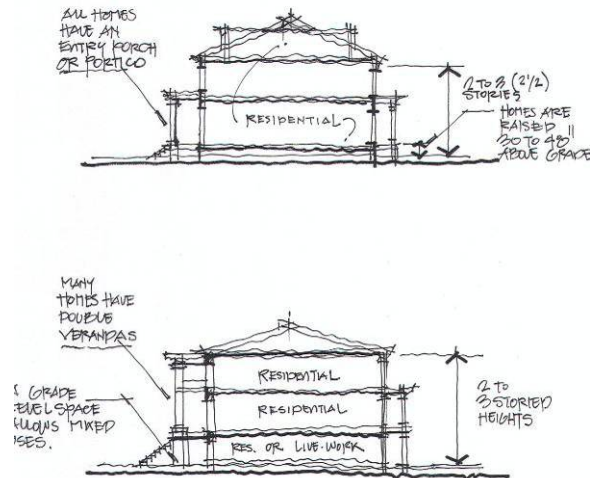 ALL HOMES
HAVE AN
ENTRY PORCH
OR PORTICO
RESIDENTIAL
2 TO 3 (2 1/2)
STORIES
HOMES ARE
RAISED
30 TO 48"
ABOVE GRADE
MANY
HOMES HAVE
DOUBLE
VERANDAS
GRADE
LEVEL SPACE
ALLOWS MIXED
USES.
RESIDENTIAL
RESIDENTIAL
RES. OR LIVE-WORK
2 TO
3 STORIED
HEIGHTS